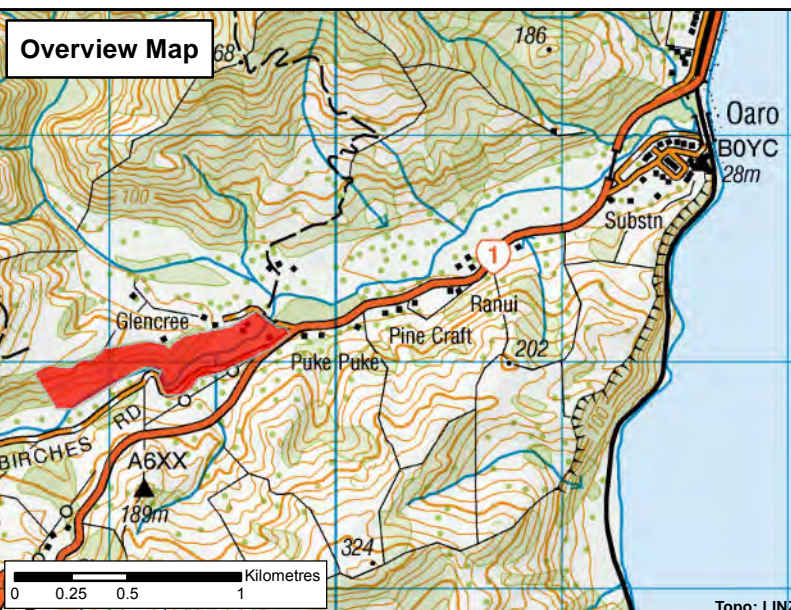 Overview Map
68
186
Oaro
B0YC
28m
Substn
100
1
Ranui
Glencree
Pine Craft
Puke Puke
202
100
BIRCHES RD
A6XX
189m
324
Kilometres
0 0.25 0.5 1
Topo: LINZ